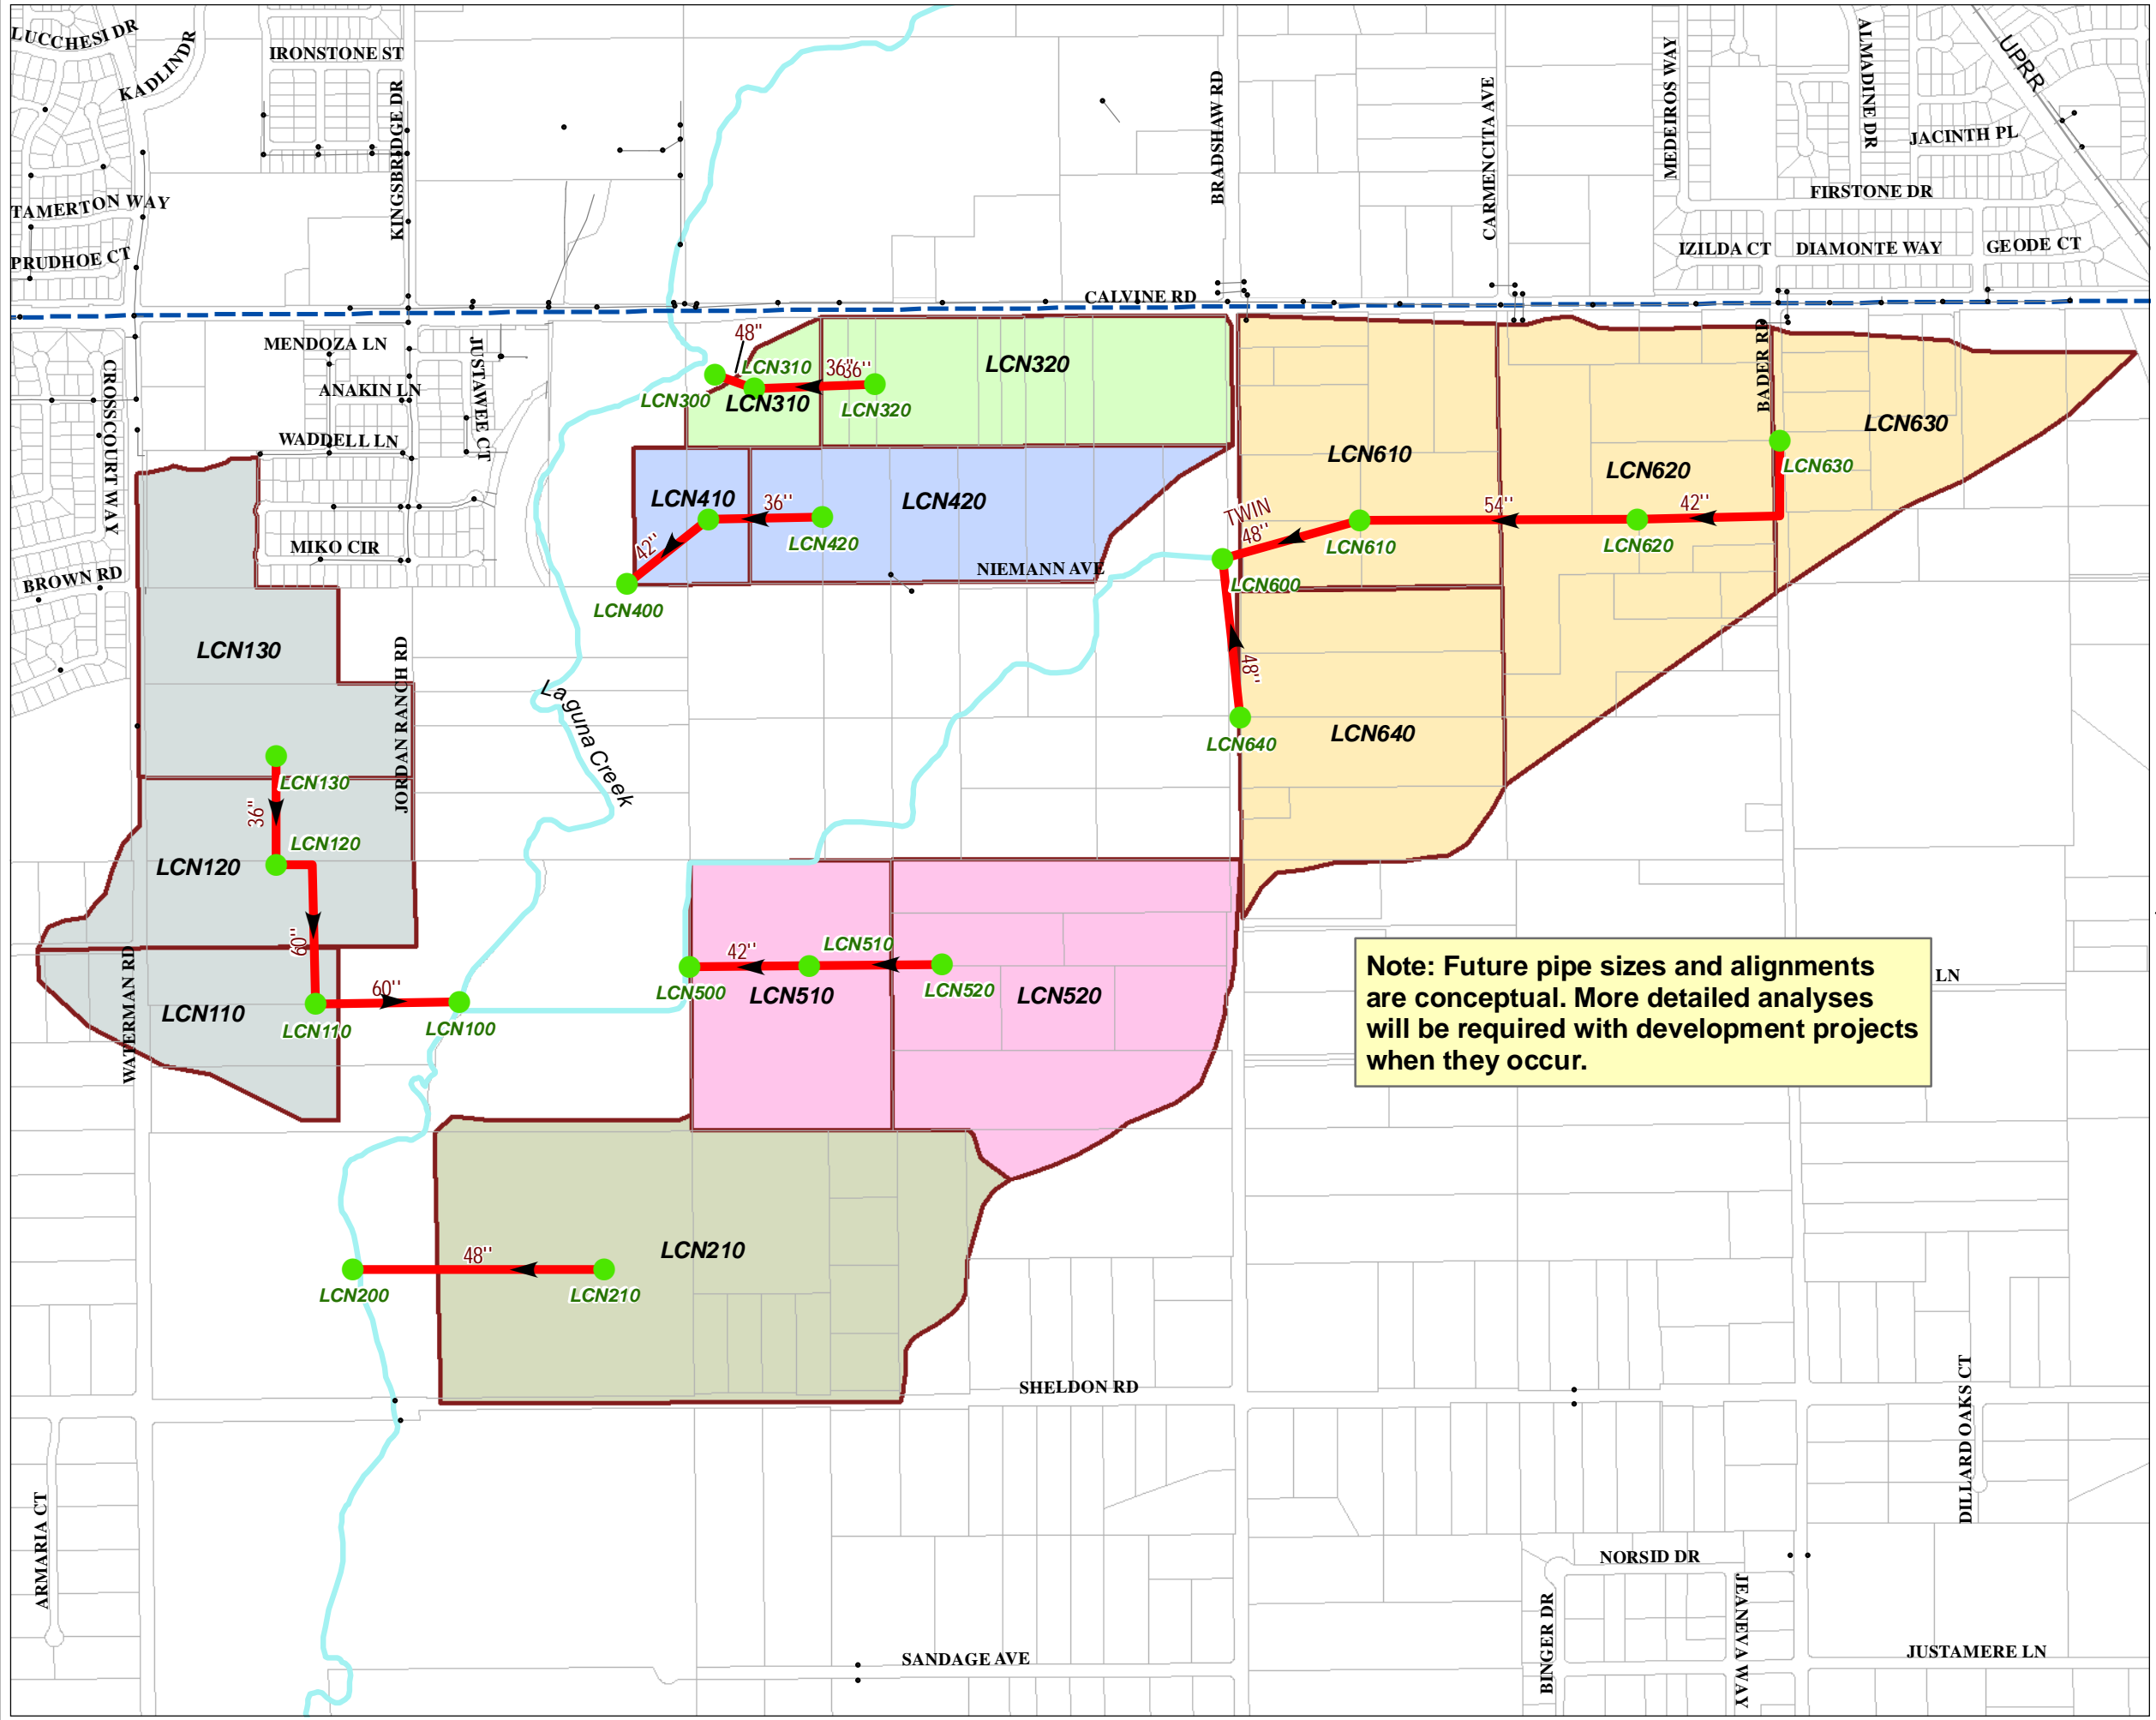 LUCCHESI DR
KADLINDR
IRONSTONE ST
KINGSBRIDGE DR
TAMERTON WAY
PRUDHOE CT
BRADSHAW RD
CARMENCITA AVE
MEDEIROS WAY
ALMADINE DR
UPRR
JACINTH PL
FIRSTONE DR
IZILDA CT
DIAMONTE WAY
GEODE CT
CALVINE RD
MENDOZA LN
ANAKIN LN
WADDELL LN
JUSTAWEE CT
CROSSCOURT WAY
MIKO CIR
BROWN RD
48"
LCN310
36"
36"
LCN320
LCN300
LCN310
LCN320
BADER RD
LCN630
LCN610
LCN620
LCN630
LCN410
36"
LCN420
42"
LCN420
NIEMANN AVE
LCN400
TWIN
48"
LCN610
54"
42"
LCN620
LCN600
48"
LCN640
LCN640
LCN130
JORDAN RANCH RD
Laguna Creek
LCN130
36"
LCN120
LCN120
60"
WATERMAN RD
LCN110
60"
LCN110
LCN100
42"
LCN510
LCN500
LCN510
LCN520
LCN520
Note: Future pipe sizes and alignments
are conceptual. More detailed analyses
will be required with development projects
when they occur.
LN
LCN210
48"
LCN200
LCN210
SHELDON RD
DILLARD OAKS CT
ARMARIA CT
NORSID DR
BINGER DR
JEANEVA WAY
SANDAGE AVE
JUSTAMERE LN